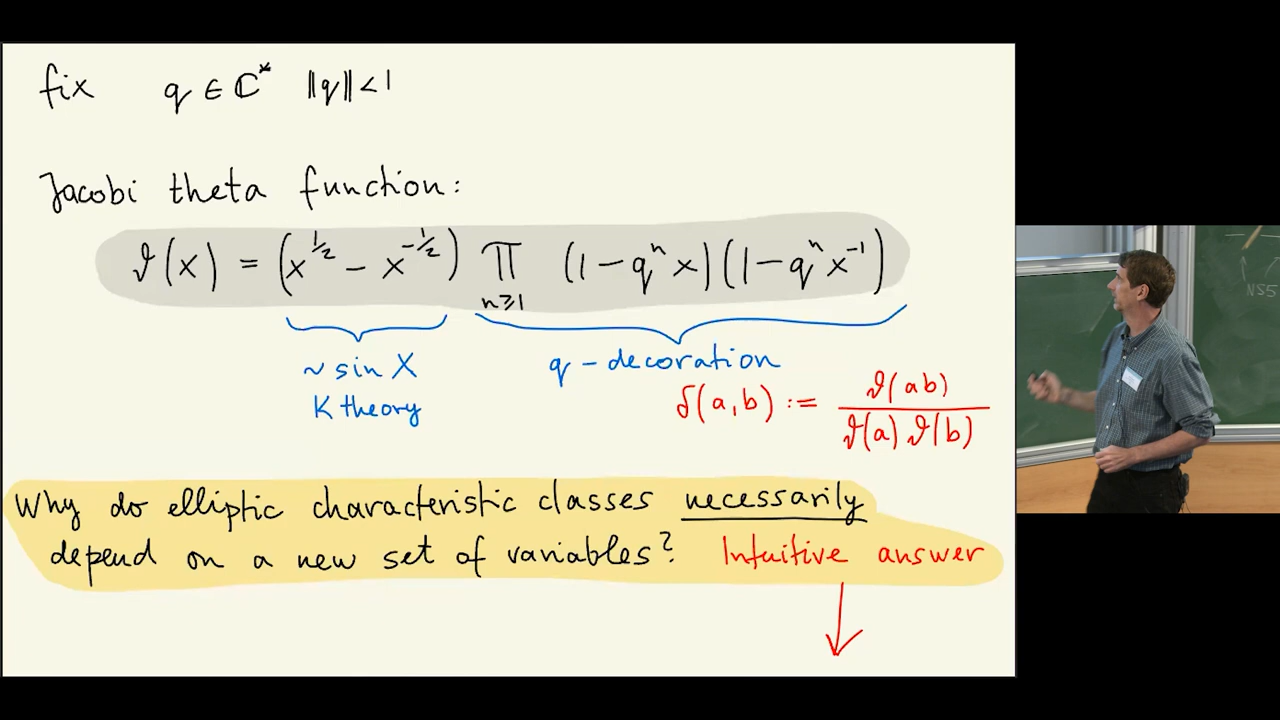 fix q ∈ ℂ* ‖q‖<1
Jacobi theta function:
ϑ(x) = (x^{1/2} − x^{-1/2}) ∏_{n≥1} (1−qⁿx)(1−qⁿx⁻¹)
~ sin X
K theory
q-decoration
δ(a,b) := ϑ(ab) / ϑ(a)ϑ(b)
Why do elliptic characteristic classes necessarily
depend on a new set of variables? Intuitive answer
NS5